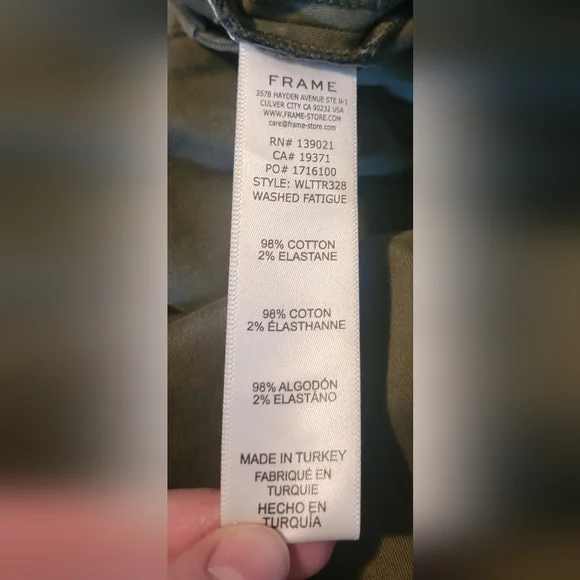 FRAME
3578 HAYDEN AVENUE STE N-1
CULVER CITY CA 90232 USA
WWW.FRAME-STORE.COM
care@frame-store.com
RN# 139021
CA# 19371
PO# 1716100
STYLE: WLTTR328
WASHED FATIGUE
98% COTTON
2% ELASTANE
98% COTON
2% ÉLASTHANNE
98% ALGODÓN
2% ELASTÁNO
MADE IN TURKEY
FABRIQUÉ EN
TURQUIE
HECHO EN
TURQUÍA